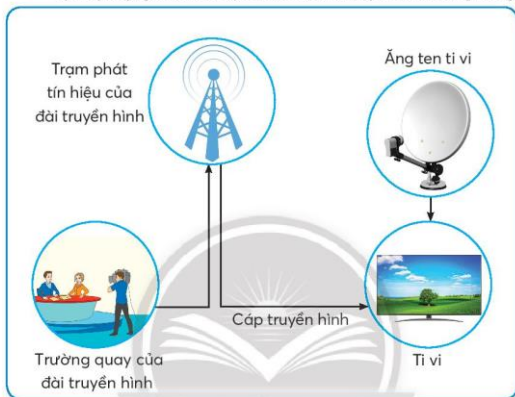 Trạm phát
tín hiệu của
đài truyền hình
Ăng ten ti vi
Cáp truyền hình
Trường quay của
đài truyền hình
Ti vi